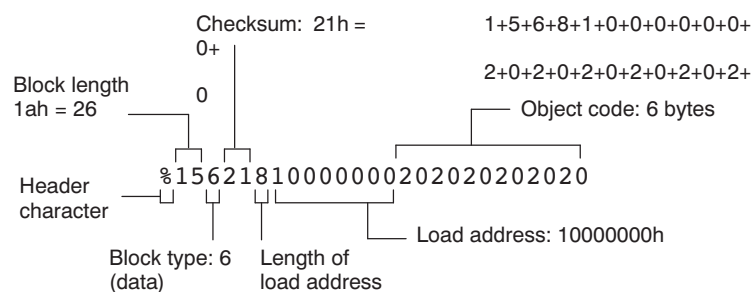 Checksum: 21h = 1+5+6+8+1+0+0+0+0+0+0+
0+
2+0+2+0+2+0+2+0+2+0+2+
0
Block length
1ah = 26
Object code: 6 bytes
%1562181000000020202020202020
Header
character
Load address: 10000000h
Block type: 6
(data)
Length of
load address